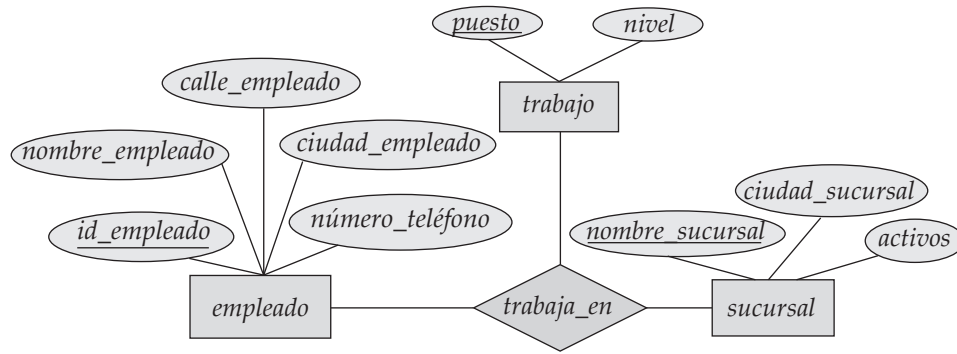 puesto
nivel
calle_empleado
trabajo
nombre_empleado
ciudad_empleado
ciudad_sucursal
id_empleado
número_teléfono
nombre_sucursal
activos
empleado
trabaja_en
sucursal